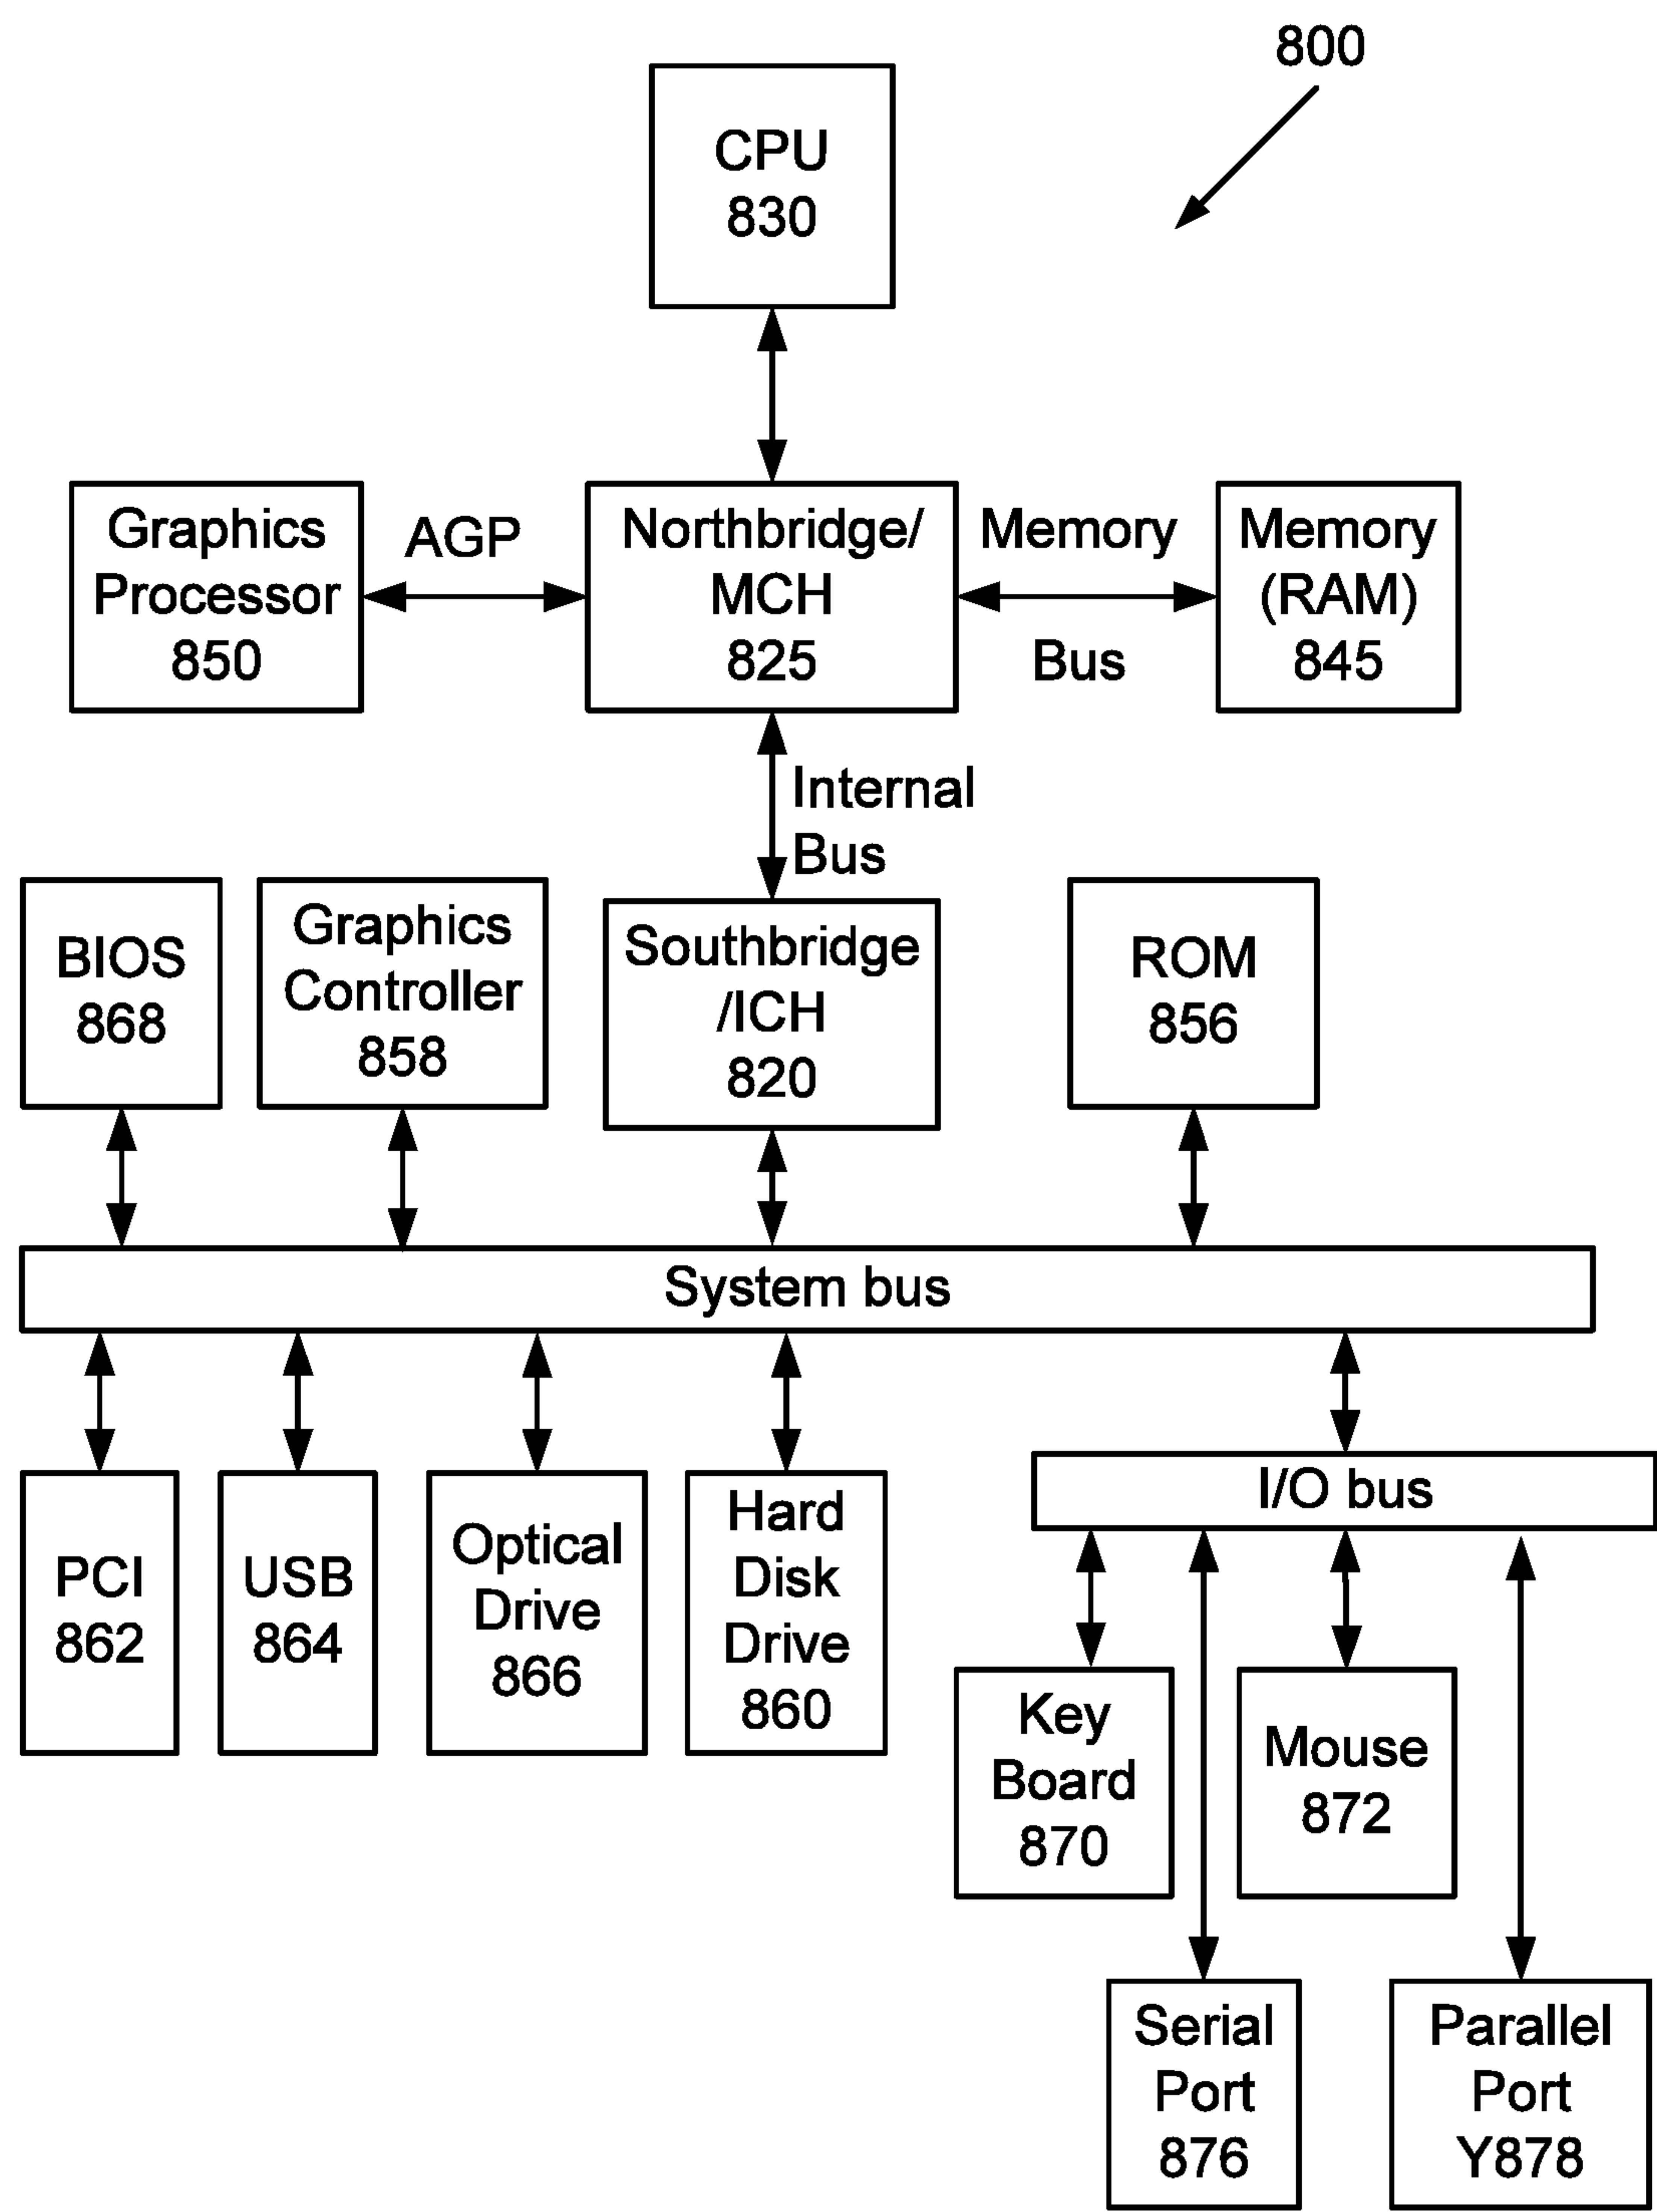 800
CPU
830
Graphics
Processor
850
AGP
Northbridge/
MCH
825
Memory
Bus
Memory
(RAM)
845
Internal
Bus
BIOS
868
Graphics
Controller
858
Southbridge
/ICH
820
ROM
856
System bus
PCI
862
USB
864
Optical
Drive
866
Hard
Disk
Drive
860
I/O bus
Key
Board
870
Mouse
872
Serial
Port
876
Parallel
Port
Y878